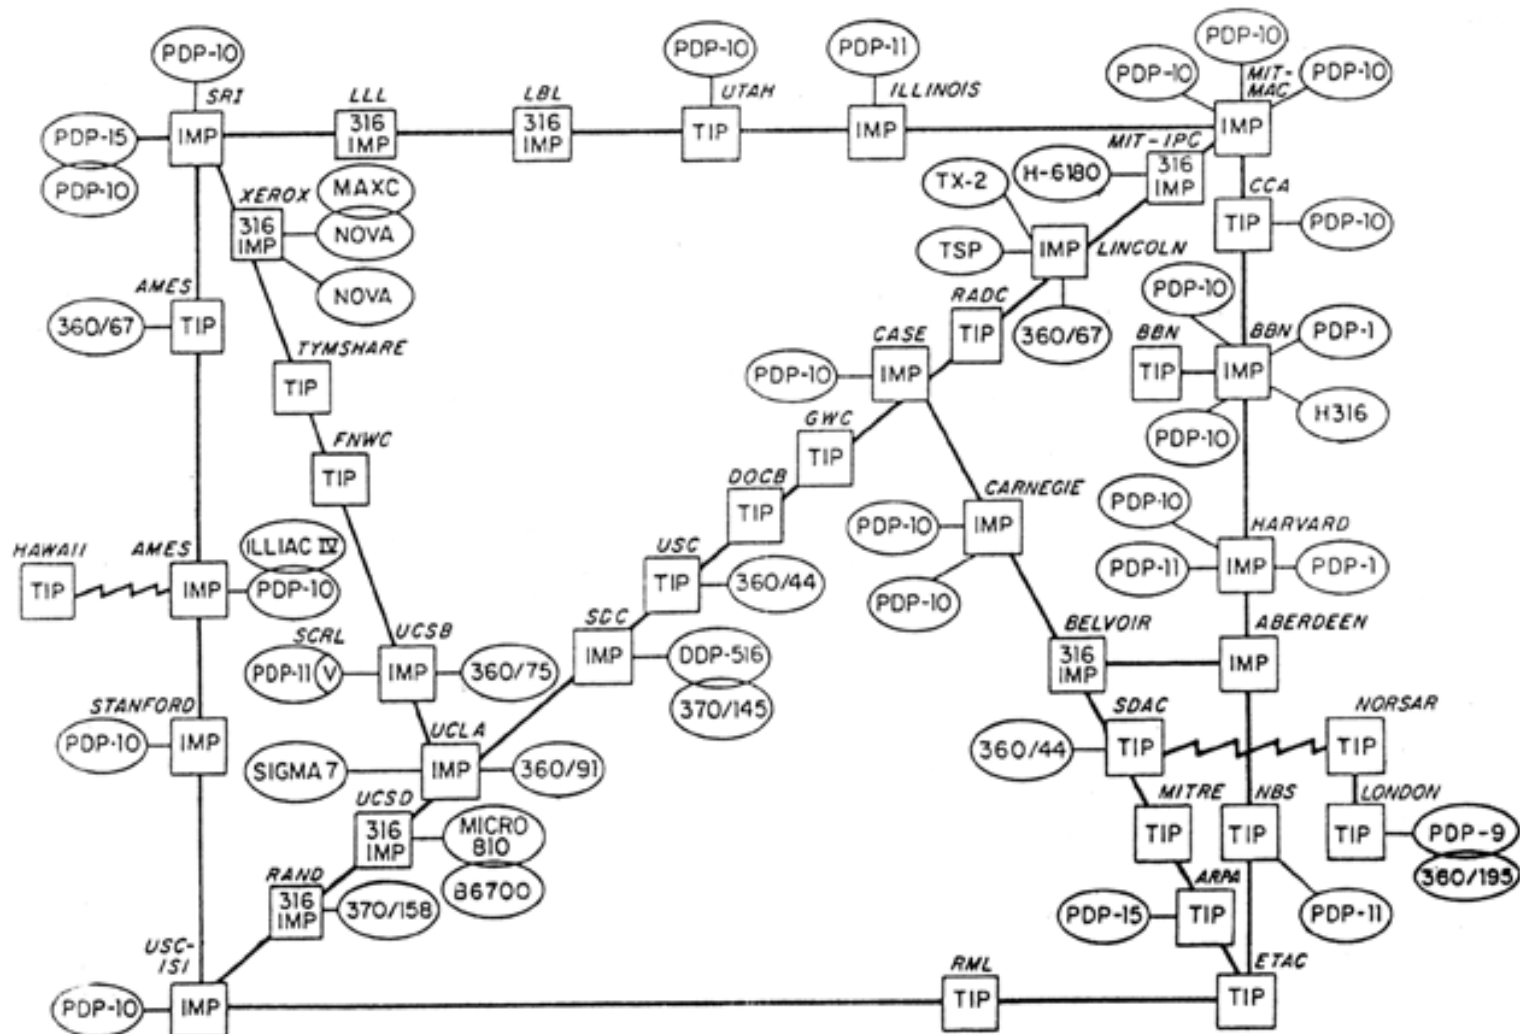 PDP-10
SRI
IMP
PDP-15
PDP-10
LLL
316
IMP
LBL
316
IMP
PDP-10
UTAH
TIP
PDP-11
ILLINOIS
IMP
PDP-10
PDP-10
MIT-
MAC
PDP-10
IMP
MIT-IPC
H-6180
316
IMP
CCA
TIP
PDP-10
XEROX
316
IMP
MAXC
NOVA
NOVA
TX-2
TSP
IMP
LINCOLN
360/67
AMES
360/67
TIP
RADC
TIP
PDP-10
BBN
TIP
BBN
IMP
PDP-1
H316
PDP-10
TYMSHARE
TIP
CASE
PDP-10
IMP
GWC
TIP
FNWC
TIP
DOCB
TIP
CARNEGIE
PDP-10
IMP
PDP-10
PDP-10
HARVARD
PDP-11
IMP
PDP-1
HAWAII
TIP
AMES
IMP
ILLIAC IV
PDP-10
USC
TIP
360/44
SCRL
PDP-11 V
UCSB
IMP
360/75
SDC
IMP
DDP-516
370/145
BELVOIR
316
IMP
ABERDEEN
IMP
STANFORD
PDP-10
IMP
UCLA
SIGMA 7
IMP
360/91
SDAC
360/44
TIP
NORSAR
TIP
UCSD
316
IMP
MICRO
810
B6700
MITRE
TIP
NBS
TIP
PDP-11
LONDON
TIP
PDP-9
360/195
RAND
316
IMP
370/158
ARPA
PDP-15
TIP
USC-
ISI
PDP-10
IMP
RML
TIP
ETAC
TIP